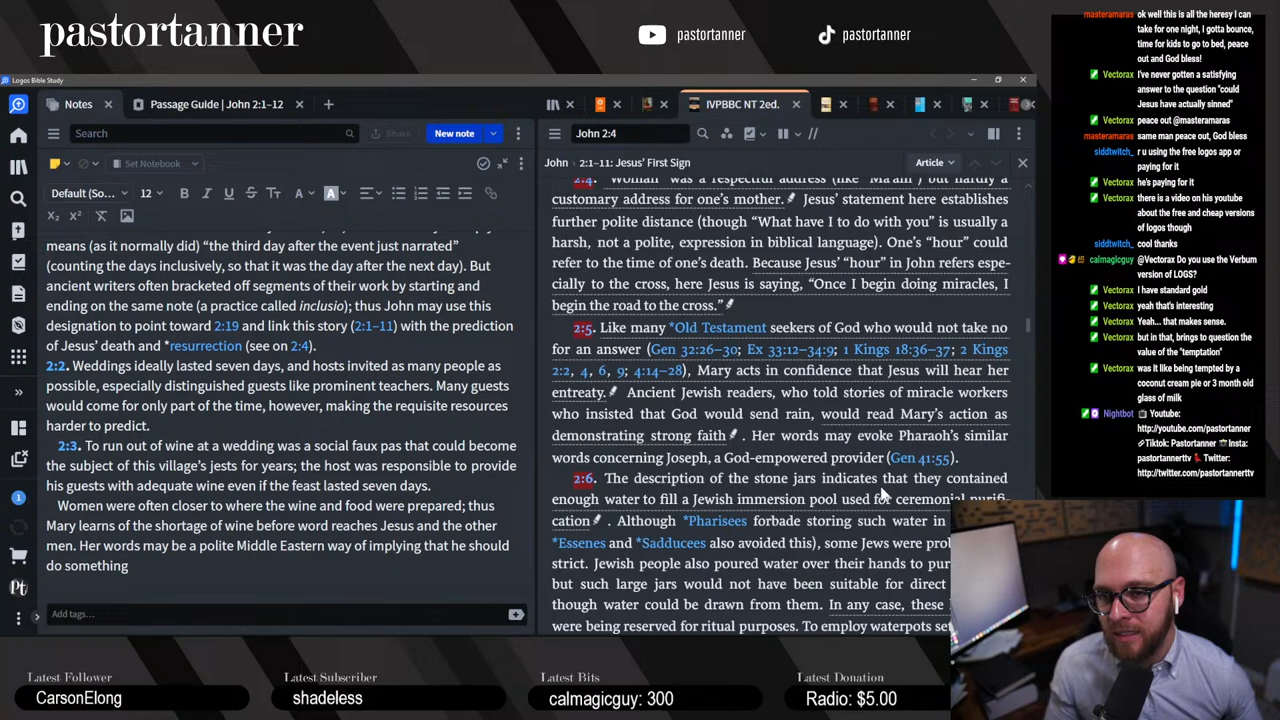 pastortanner
pastortanner
pastortanner
Logos Bible Study
Notes
Passage Guide | John 2:1–12
IVPBBC NT 2ed.
Search
Share
New note
John 2:4
Set Notebook
John › 2:1–11: Jesus' First Sign
Article
Default (So...
12
means (as it normally did) “the third day after the event just narrated”
(counting the days inclusively, so that it was the day after the next day). But
ancient writers often bracketed off segments of their work by starting and
ending on the same note (a practice called inclusio); thus John may use this
designation to point toward 2:19 and link this story (2:1–11) with the prediction
of Jesus’ death and *resurrection (see on 2:4).
2:2. Weddings ideally lasted seven days, and hosts invited as many people as
possible, especially distinguished guests like prominent teachers. Many guests
would come for only part of the time, however, making the requisite resources
harder to predict.
2:3. To run out of wine at a wedding was a social faux pas that could become
the subject of this village’s jests for years; the host was responsible to provide
his guests with adequate wine even if the feast lasted seven days.
Women were often closer to where the wine and food were prepared; thus
Mary learns of the shortage of wine before word reaches Jesus and the other
men. Her words may be a polite Middle Eastern way of implying that he should
do something
Add tags...
2:4. “Woman” was a respectful address (like “Ma’am”) but hardly a
customary address for one’s mother. Jesus’ statement here establishes
further polite distance (though “What have I to do with you” is usually a
harsh, not a polite, expression in biblical language). One’s “hour” could
refer to the time of one’s death. Because Jesus’ “hour” in John refers espe-
cially to the cross, here Jesus is saying, “Once I begin doing miracles, I
begin the road to the cross.”
2:5. Like many *Old Testament seekers of God who would not take no
for an answer (Gen 32:26–30; Ex 33:12–34:9; 1 Kings 18:36–37; 2 Kings
2:2, 4, 6, 9; 4:14–28), Mary acts in confidence that Jesus will hear her
entreaty. Ancient Jewish readers, who told stories of miracle workers
who insisted that God would send rain, would read Mary’s action as
demonstrating strong faith. Her words may evoke Pharaoh’s similar
words concerning Joseph, a God-empowered provider (Gen 41:55).
2:6. The description of the stone jars indicates that they contained
enough water to fill a Jewish immersion pool used for ceremonial purifi-
cation. Although *Pharisees forbade storing such water in
*Essenes and *Sadducees also avoided this), some Jews were
strict. Jewish people also poured water over their hands to
but such large jars would not have been suitable for direct
though water could be drawn from them. In any case, these
were being reserved for ritual purposes. To employ waterpots
masteramaras ok well this is all the heresy I can
take for one night, I gotta bounce,
time for kids to go to bed, peace
out and God bless!
Vectorax I've never gotten a satisfying
answer to the question "could
Jesus have actually sinned"
Vectorax peace out @masteramaras
masteramaras same man peace out, God bless
siddtwitch_ r u using the free logos app or
paying for it
Vectorax he's paying for it
Vectorax there is a video on his youtube
about the free and cheap versions
of logos though
siddtwitch_ cool thanks
calmagicguy @Vectorax Do you use the Verbum
version of LOGS?
Vectorax I have standard gold
Vectorax yeah that's interesting
Vectorax Yeah... that makes sense.
Vectorax but in that, brings to question the
value of the "temptation"
Vectorax was it like being tempted by a
coconut cream pie or 3 month old
glass of milk
Nightbot Youtube:
http://youtube.com/pastortanner
Tiktok: Pastortanner Insta:
pastortannerttv Twitter:
http://twitter.com/pastortannerttv
1
Pt
Latest Follower
CarsonElong
Latest Subscriber
shadeless
Latest Bits
calmagicguy: 300
Latest Donation
Radio: $5.00